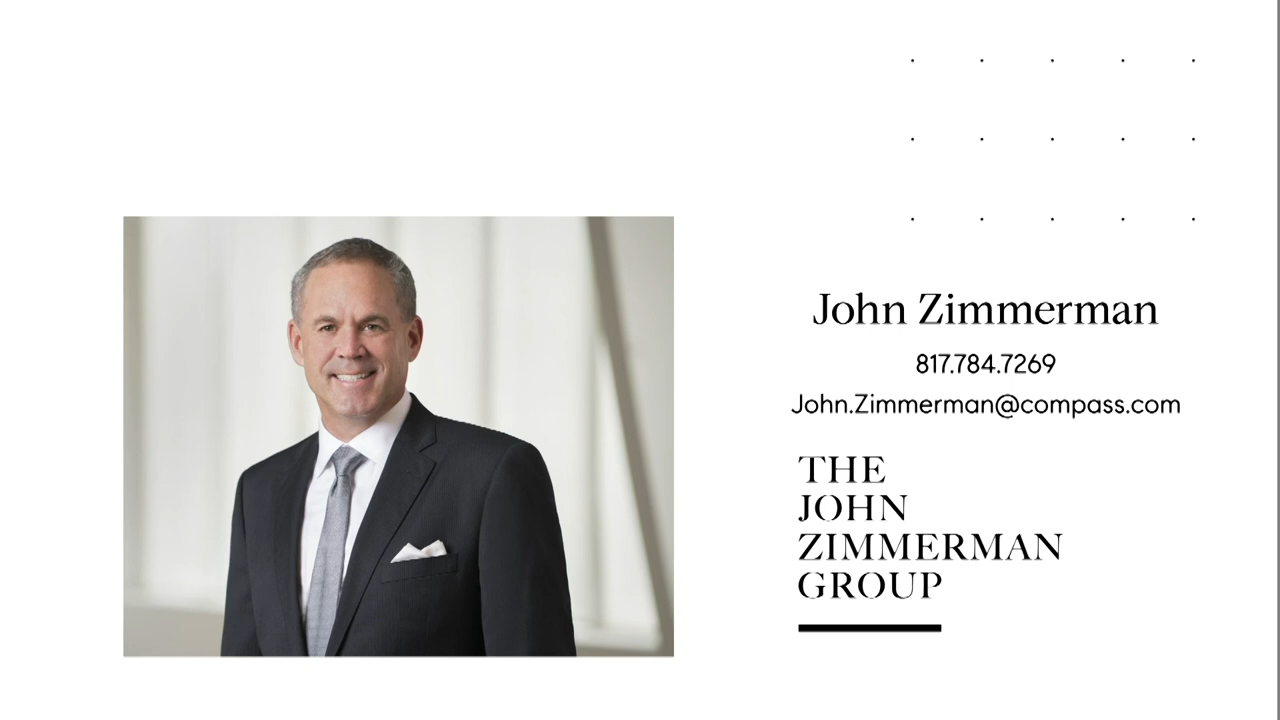 John Zimmerman
817.784.7269
John.Zimmerman@compass.com
THE
JOHN
ZIMMERMAN
GROUP